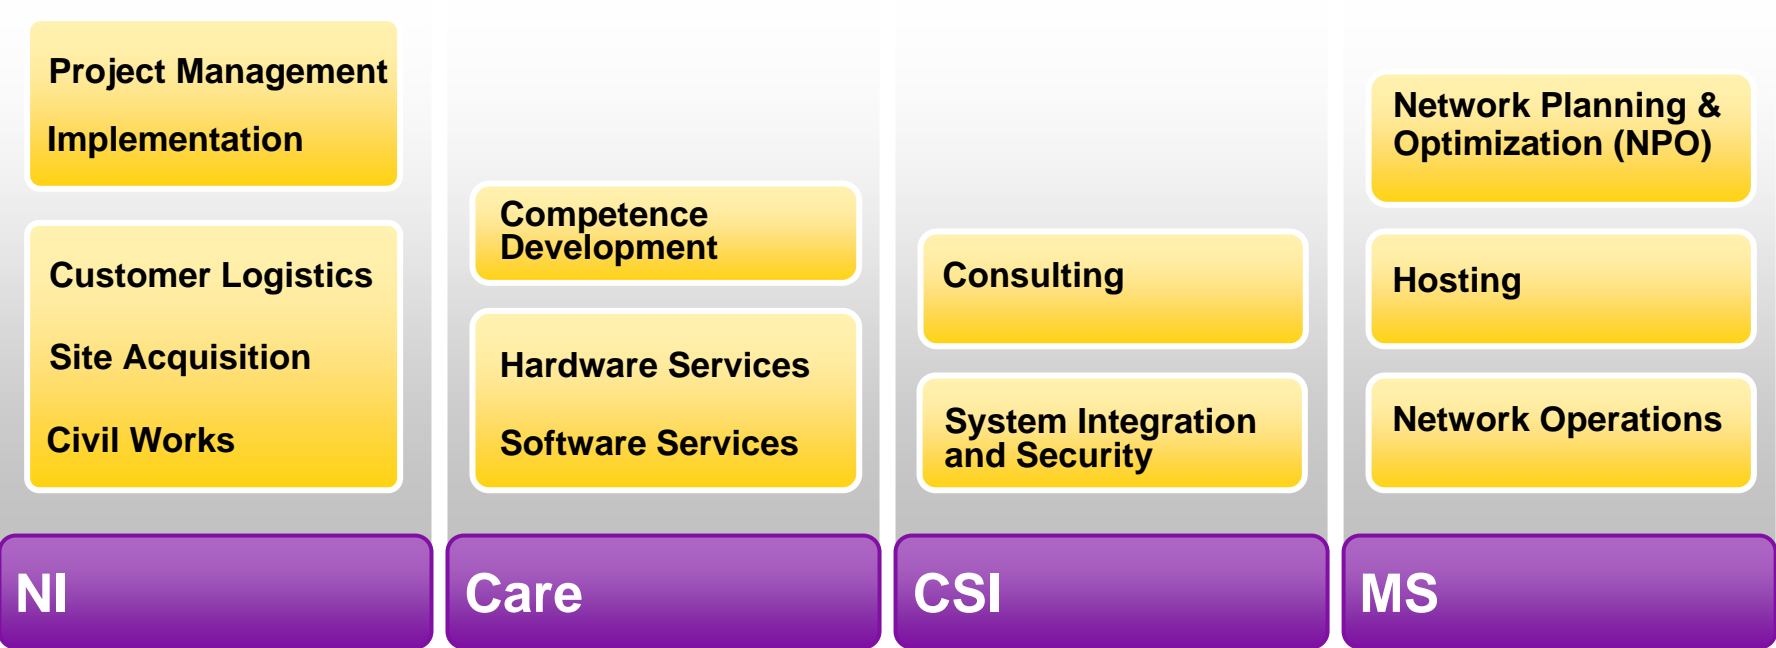 Project Management
Implementation
Customer Logistics
Site Acquisition
Civil Works
NI
Competence
Development
Hardware Services
Software Services
Care
Consulting
System Integration
and Security
CSI
Network Planning &
Optimization (NPO)
Hosting
Network Operations
MS